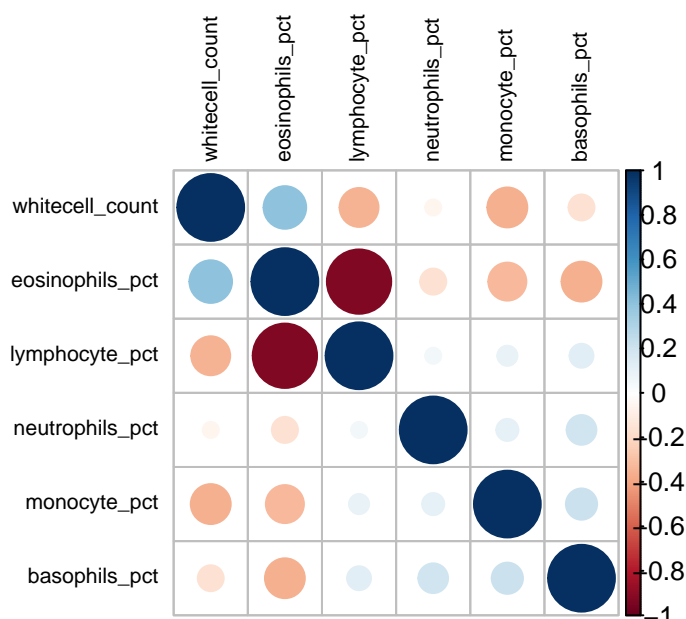 whitecell_count
eosinophils_pct
lymphocyte_pct
neutrophils_pct
monocyte_pct
basophils_pct
whitecell_count
eosinophils_pct
lymphocyte_pct
neutrophils_pct
monocyte_pct
basophils_pct
1
0.8
0.6
0.4
0.2
0
−0.2
−0.4
−0.6
−0.8
−1